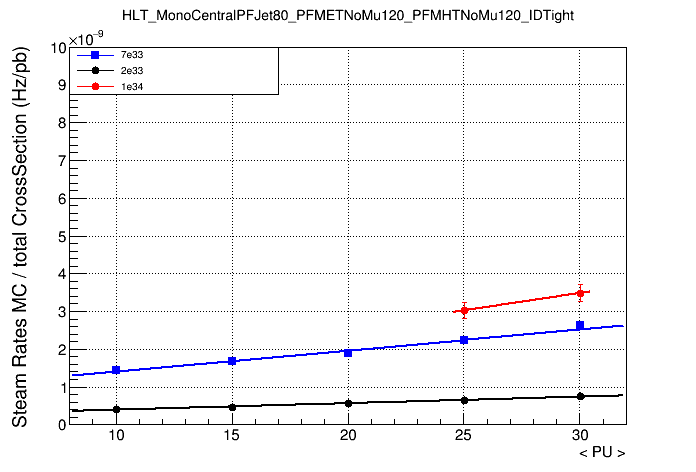 HLT_MonoCentralPFJet80_PFMETNoMu120_PFMHTNoMu120_IDTight
×10⁻⁹
7e33
2e33
1e34
Steam Rates MC / total CrossSection (Hz/pb)
10
9
8
7
6
5
4
3
2
1
0
10 15 20 25 30
< PU >